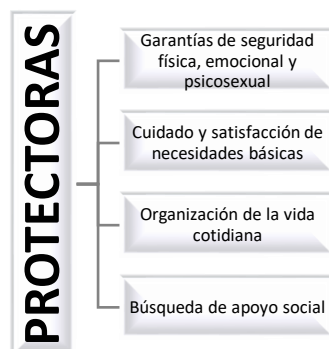 PROTECTORAS
Garantías de seguridad
física, emocional y
psicosexual
Cuidado y satisfacción de
necesidades básicas
Organización de la vida
cotidiana
Búsqueda de apoyo social